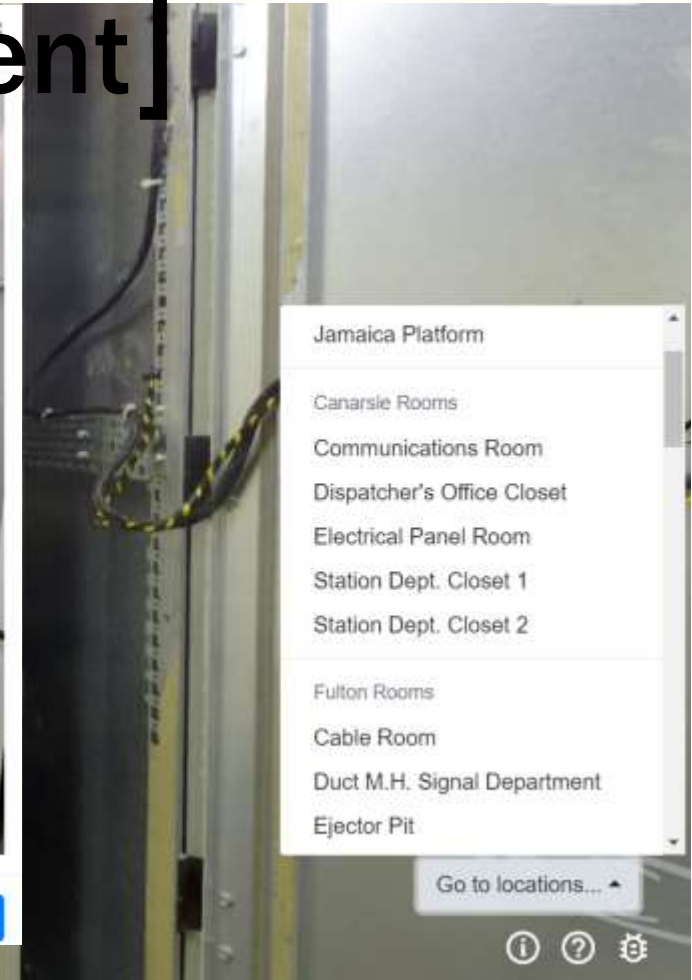 ent]
Jamaica Platform
Canarsie Rooms
Communications Room
Dispatcher's Office Closet
Electrical Panel Room
Station Dept. Closet 1
Station Dept. Closet 2
Fulton Rooms
Cable Room
Duct M.H. Signal Department
Ejector Pit
Go to locations...